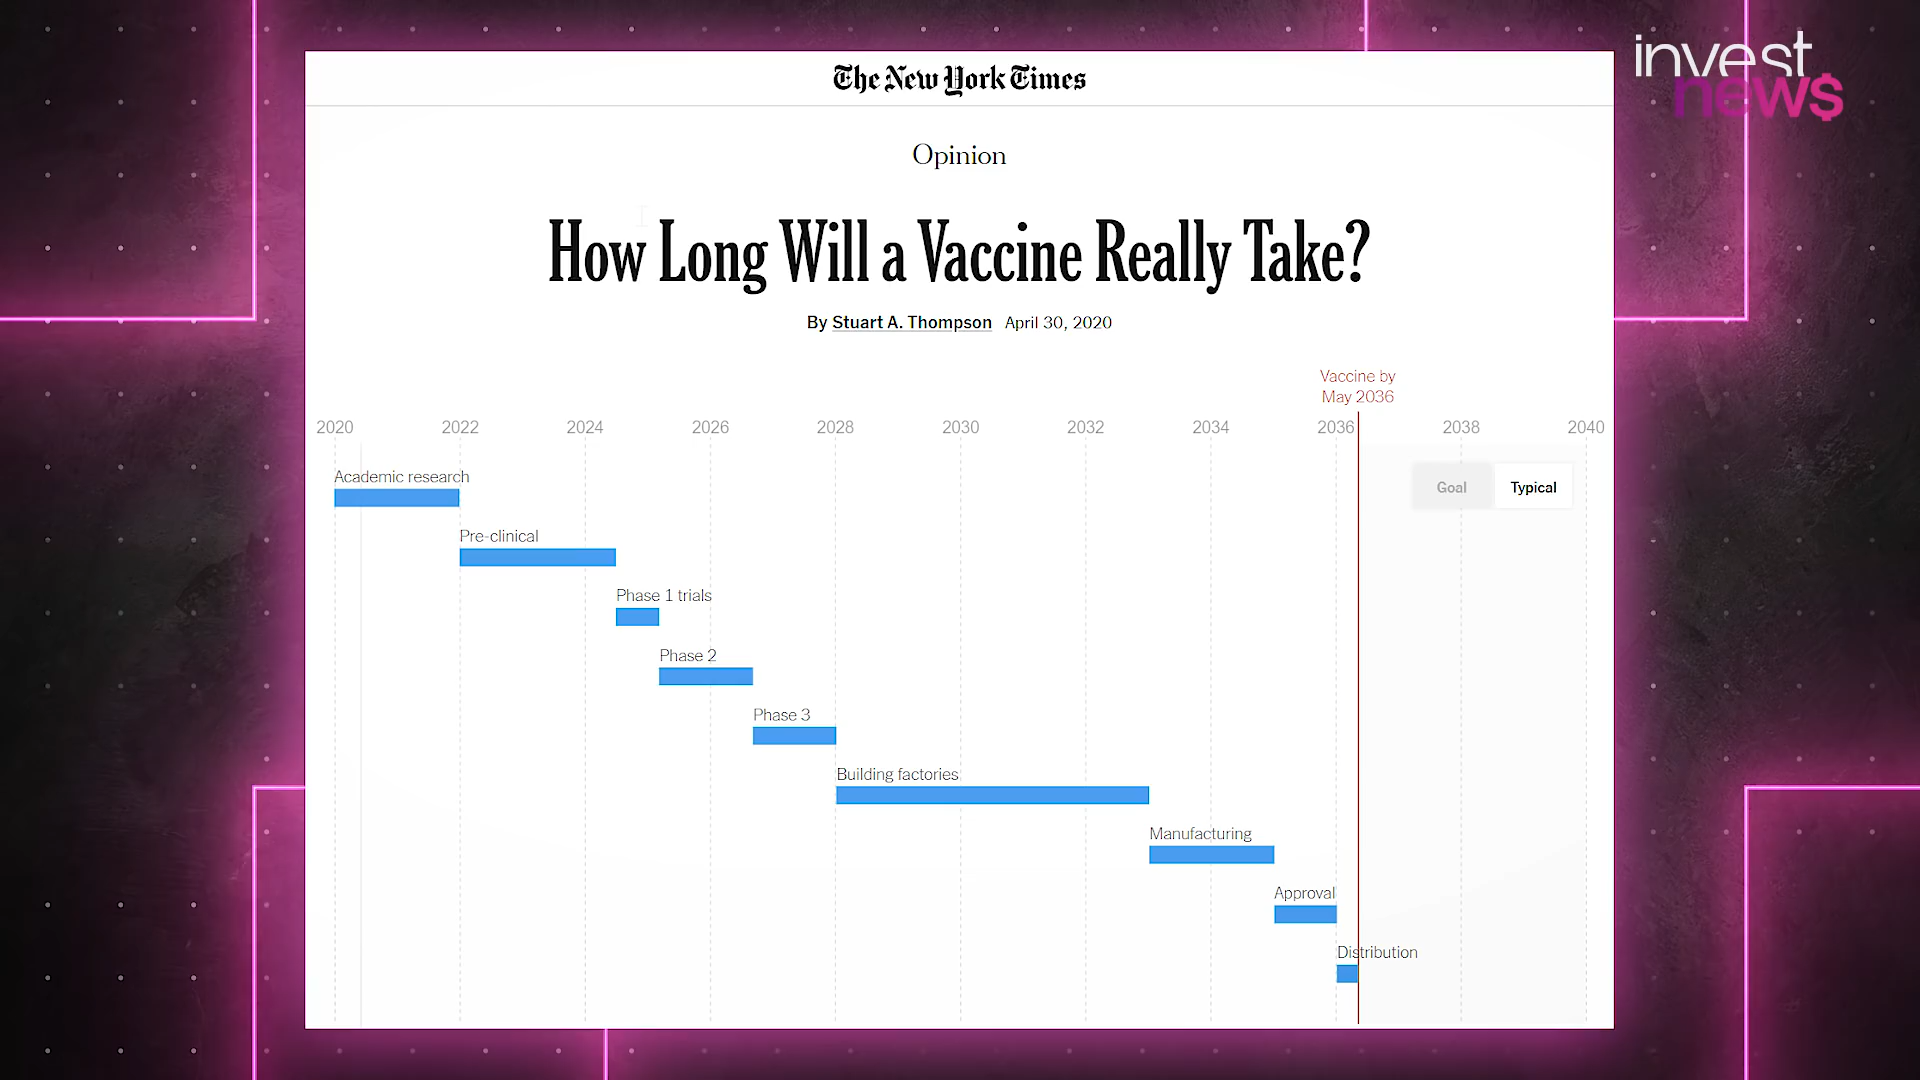 invest
new$
The New York Times
Opinion
How Long Will a Vaccine Really Take?
By Stuart A. Thompson April 30, 2020
Vaccine by
May 2036
2020 2022 2024 2026 2028 2030 2032 2034 2036 2038 2040
Goal Typical
Academic research
Pre-clinical
Phase 1 trials
Phase 2
Phase 3
Building factories
Manufacturing
Approval
Distribution